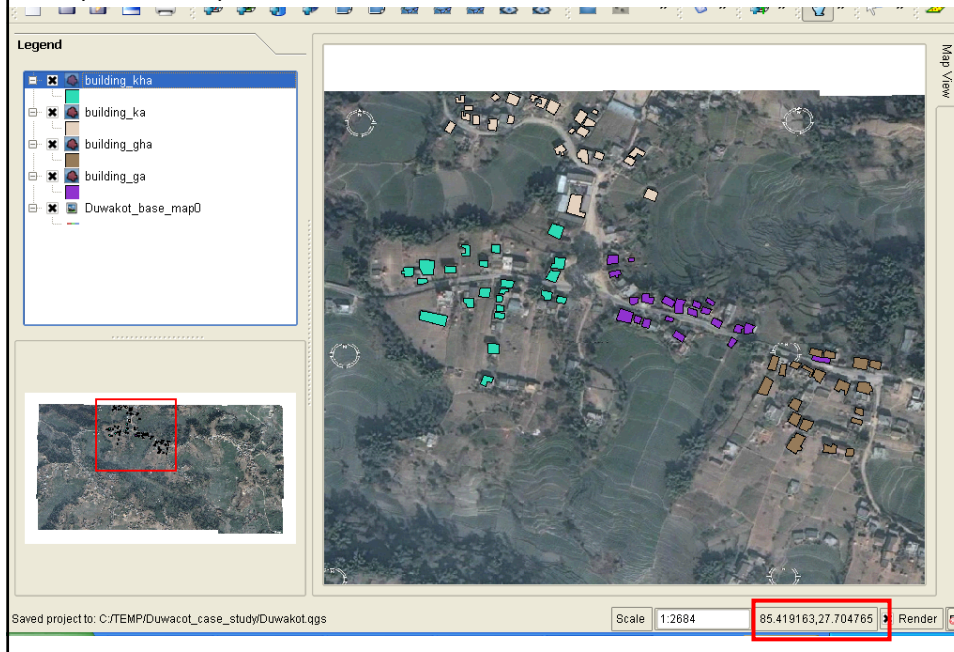 Legend
Map View
building_kha
building_ka
building_gha
building_ga
Duwakot_base_map0
Saved project to: C:/TEMP/Duwacot_case_study/Duwakot.qgs
Scale
1:2684
85.419163,27.704765
Render